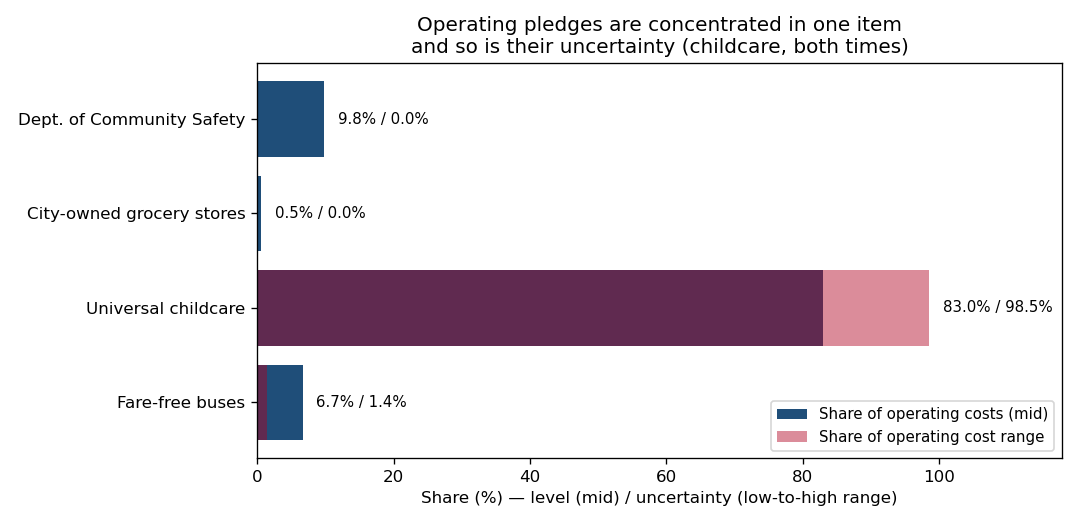 Operating pledges are concentrated in one item
and so is their uncertainty (childcare, both times)
Dept. of Community Safety
9.8% / 0.0%
City-owned grocery stores
0.5% / 0.0%
Universal childcare
83.0% / 98.5%
Fare-free buses
6.7% / 1.4%
Share of operating costs (mid)
Share of operating cost range
0 20 40 60 80 100
Share (%) — level (mid) / uncertainty (low-to-high range)